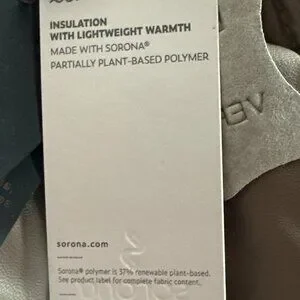 INSULATION
WITH LIGHTWEIGHT WARMTH
MADE WITH SORONA®
PARTIALLY PLANT-BASED POLYMER
sorona.com
Sorona® polymer is 37% renewable plant-based.
See product label for complete fabric content.